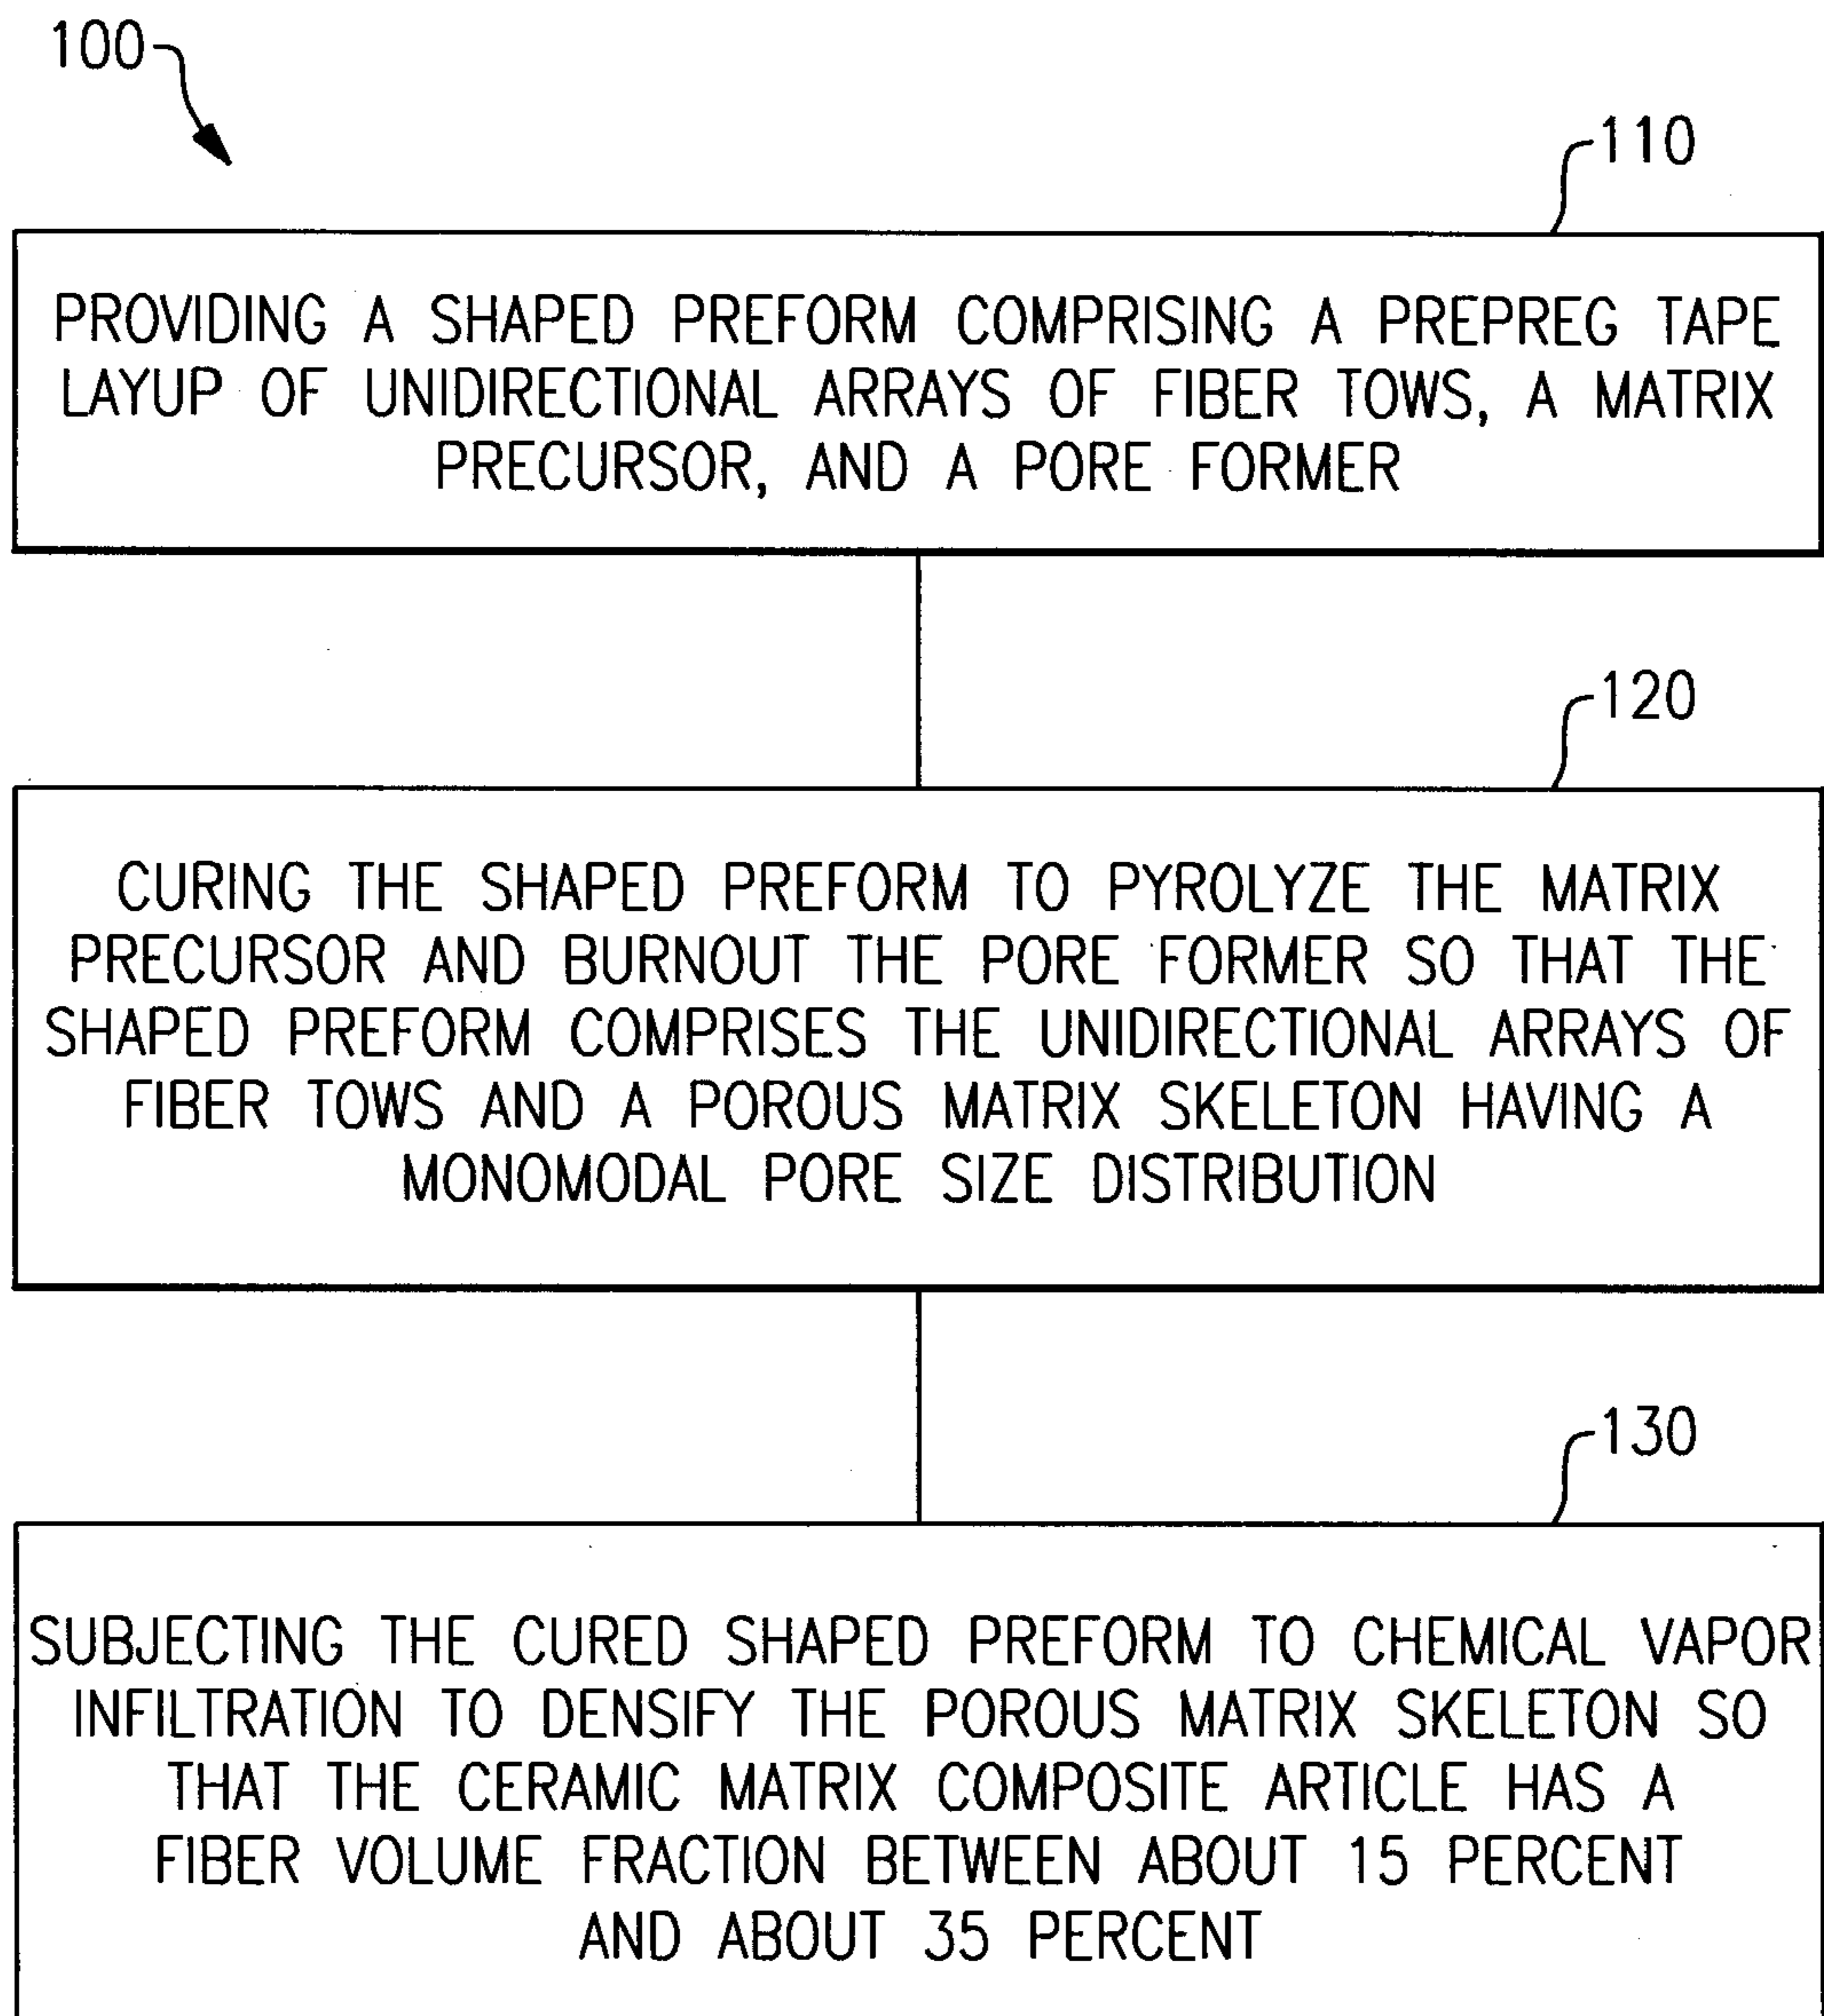 100
110
PROVIDING A SHAPED PREFORM COMPRISING A PREPREG TAPE
LAYUP OF UNIDIRECTIONAL ARRAYS OF FIBER TOWS, A MATRIX
PRECURSOR, AND A PORE FORMER
120
CURING THE SHAPED PREFORM TO PYROLYZE THE MATRIX
PRECURSOR AND BURNOUT THE PORE FORMER SO THAT THE
SHAPED PREFORM COMPRISES THE UNIDIRECTIONAL ARRAYS OF
FIBER TOWS AND A POROUS MATRIX SKELETON HAVING A
MONOMODAL PORE SIZE DISTRIBUTION
130
SUBJECTING THE CURED SHAPED PREFORM TO CHEMICAL VAPOR
INFILTRATION TO DENSIFY THE POROUS MATRIX SKELETON SO
THAT THE CERAMIC MATRIX COMPOSITE ARTICLE HAS A
FIBER VOLUME FRACTION BETWEEN ABOUT 15 PERCENT
AND ABOUT 35 PERCENT